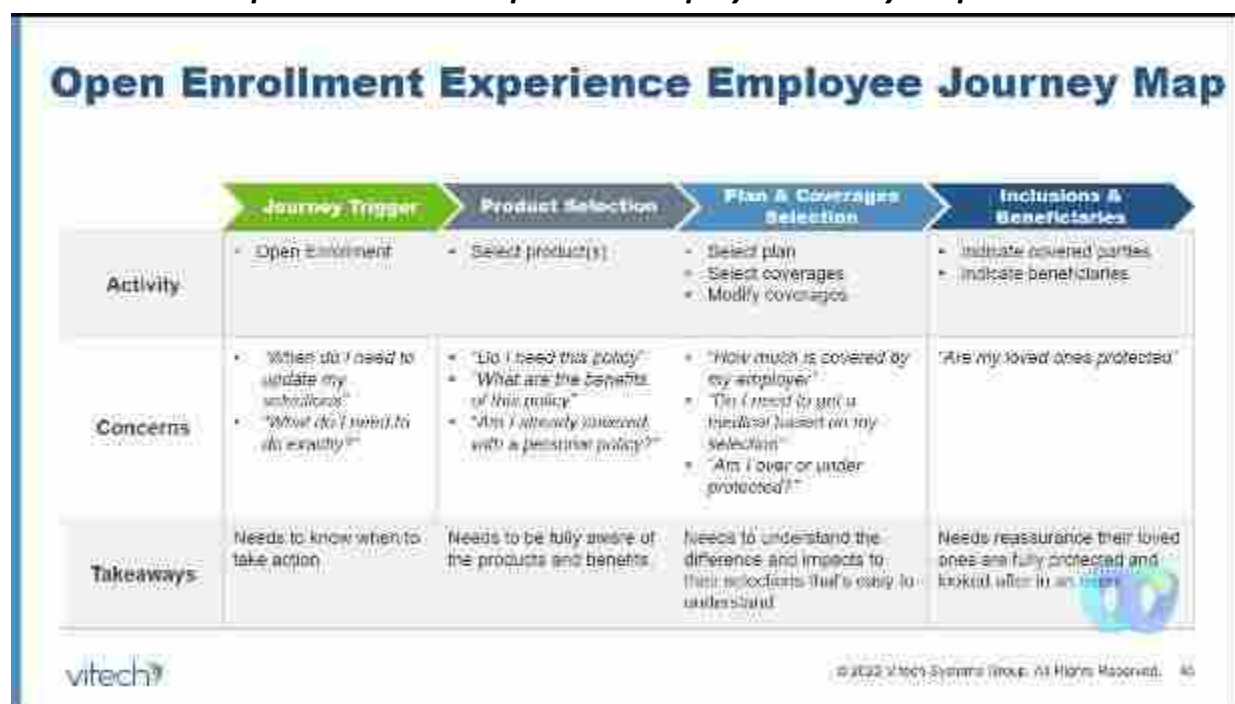 Open Enrollment Experience Employee Journey Map
Journey Trigger
Product Selection
Plan & Coverages
Selection
Inclusions &
Beneficiaries
Activity
• Open Enrolment
• Select product(s)
• Select plan
• Select coverages
• Modify coverages
• Indicate covered parties
• Indicate beneficiaries
Concerns
• "When do I need to
update my
selections"
• "What do I need to
do exactly?"
• "Do I need this policy"
• "What are the benefits
of this policy"
• "Am I already covered
with a personal policy?"
• "How much is covered by
my employer"
• "Do I need to get a
medical based on my
selection"
• "Am I over or under
protected?"
"Are my loved ones protected"
Takeaways
Needs to know when to
take action
Needs to be fully aware of
the products and benefits
Needs to understand the
difference and impacts to
their selections that's easy to
understand
Needs reassurance their loved
ones are fully protected and
looked after in an
vitech
© 2022 Vitech Systems Group. All Rights Reserved.